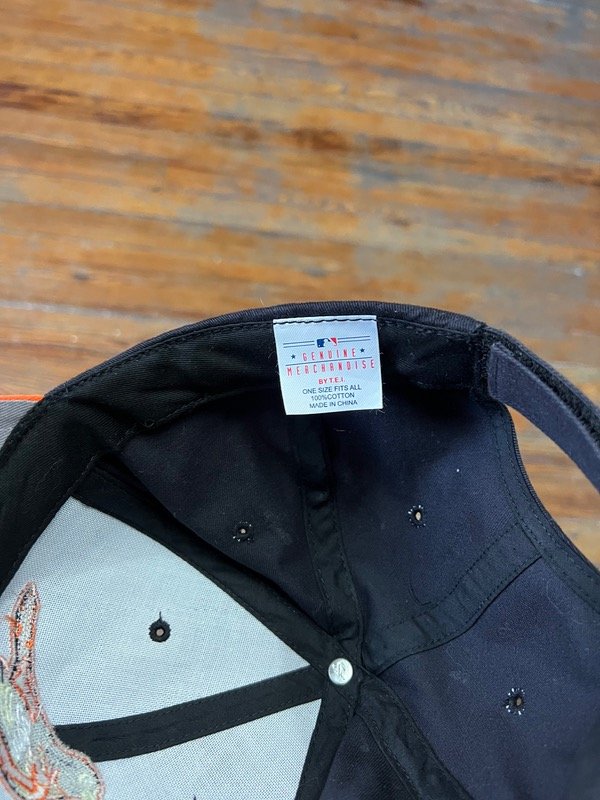 GENUINE
MERCHANDISE
BY T.E.I.
ONE SIZE FITS ALL
100%COTTON
MADE IN CHINA